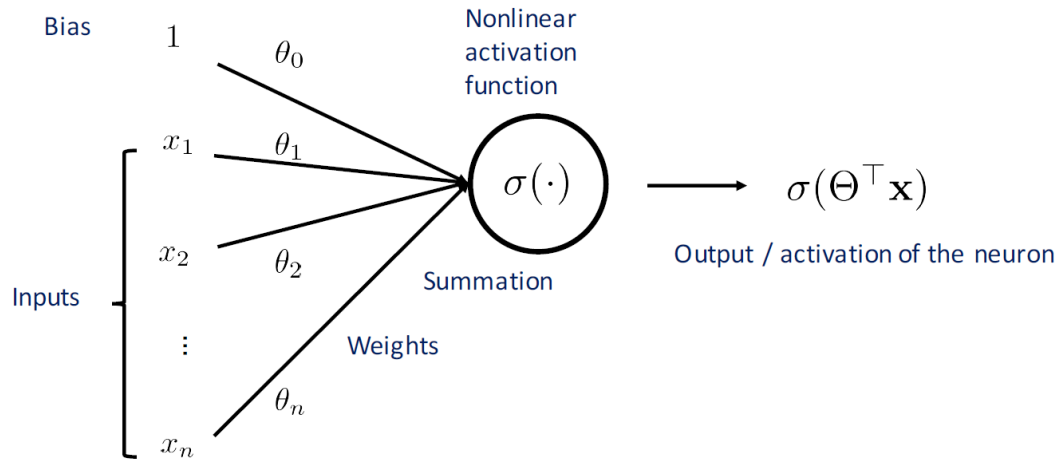 Bias
1
θ₀
Nonlinear
activation
function
x₁
θ₁
σ(·)
σ(Θ⊤x)
x₂
θ₂
Summation
Output / activation of the neuron
Inputs
⋮
Weights
θₙ
xₙ